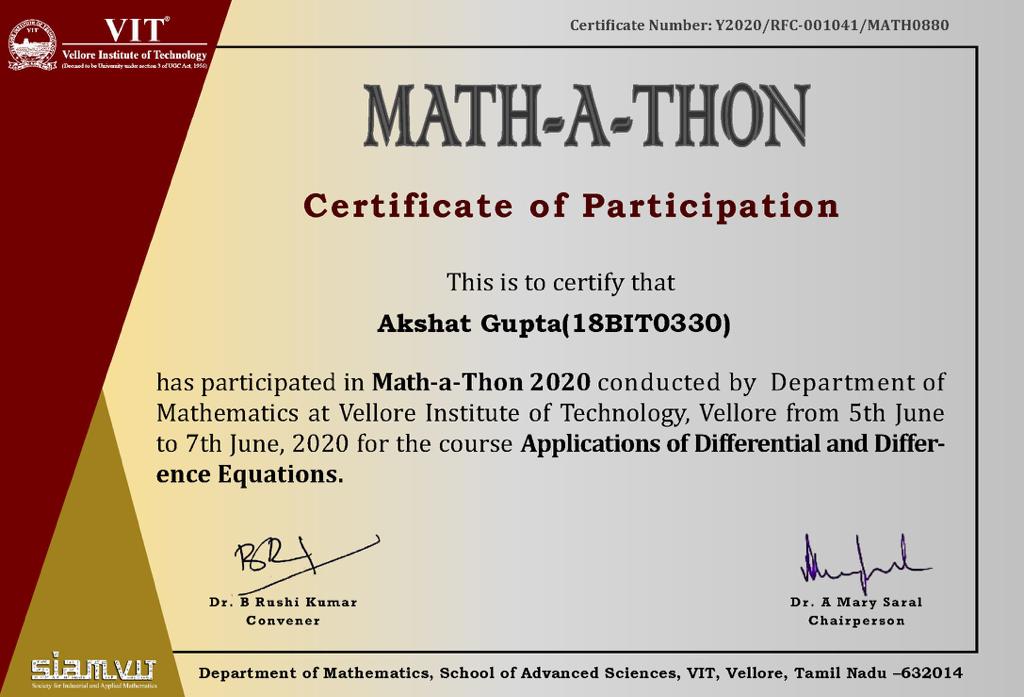 VIT®
Vellore Institute of Technology
(Deemed to be University under section 3 of UGC Act, 1956)
Certificate Number: Y2020/RFC-001041/MATH0880
MATH-A-THON
Certificate of Participation
This is to certify that
Akshat Gupta(18BIT0330)
has participated in Math-a-Thon 2020 conducted by Department of
Mathematics at Vellore Institute of Technology, Vellore from 5th June
to 7th June, 2020 for the course Applications of Differential and Differ-
ence Equations.
Dr. B Rushi Kumar
Convener
Dr. A Mary Saral
Chairperson
siam.VIT
Society for Industrial and Applied Mathematics
Department of Mathematics, School of Advanced Sciences, VIT, Vellore, Tamil Nadu –632014